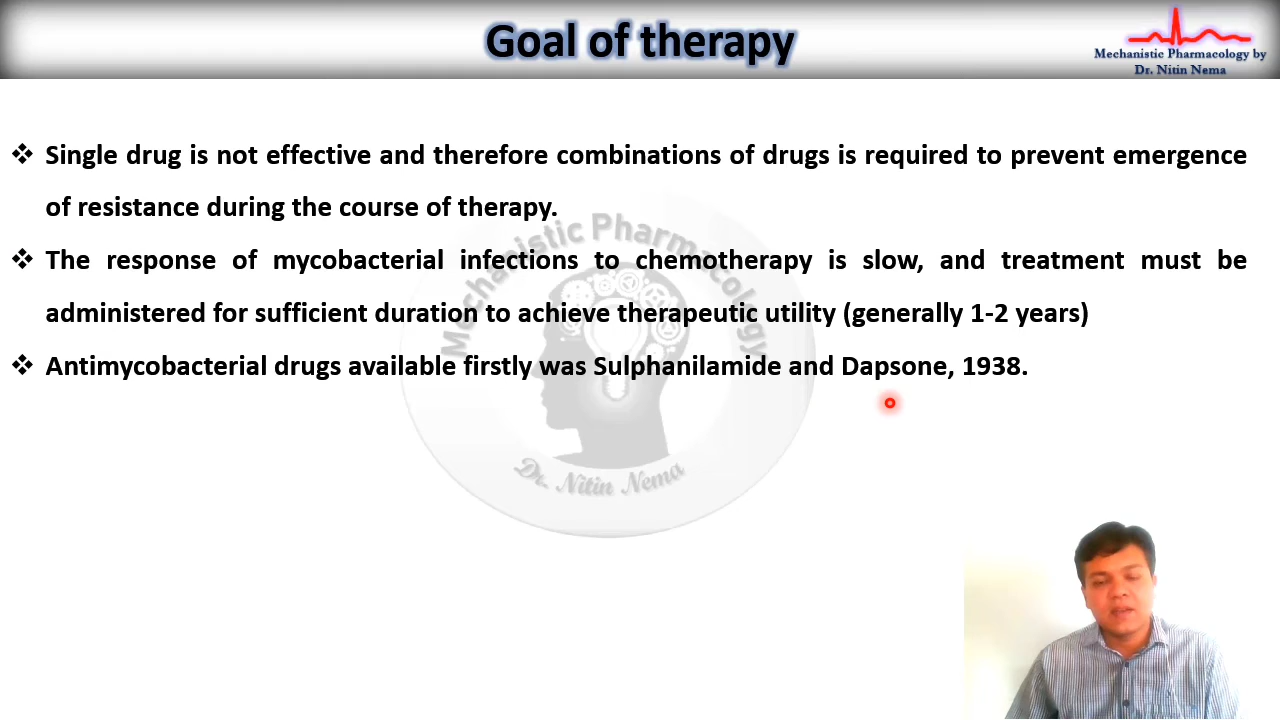 Goal of therapy
Mechanistic Pharmacology by
Dr. Nitin Nema
❖ Single drug is not effective and therefore combinations of drugs is required to prevent emergence
of resistance during the course of therapy.
❖ The response of mycobacterial infections to chemotherapy is slow, and treatment must be
administered for sufficient duration to achieve therapeutic utility (generally 1-2 years)
❖ Antimycobacterial drugs available firstly was Sulphanilamide and Dapsone, 1938.
Mechanistic Pharmacology
Dr. Nitin Nema